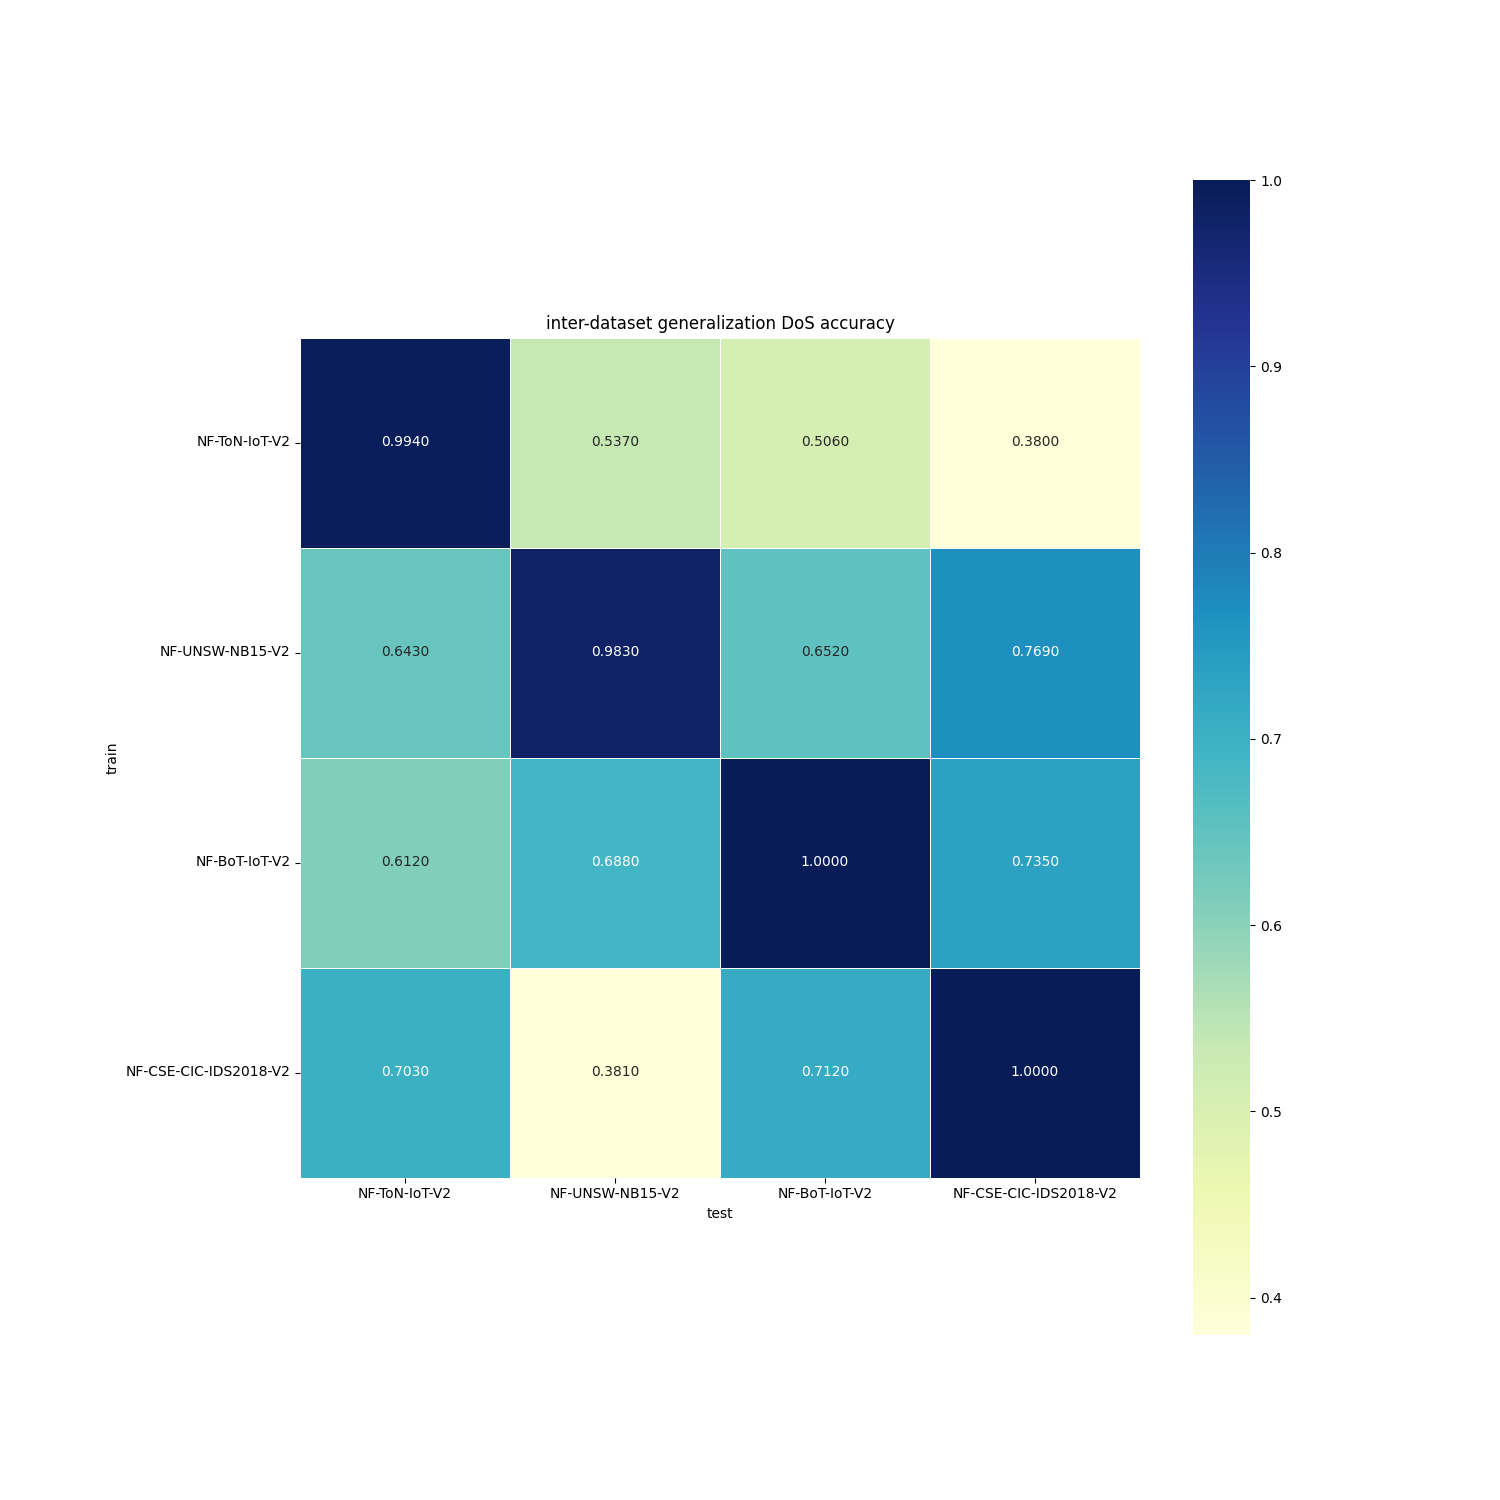 inter-dataset generalization DoS accuracy
NF-ToN-IoT-V2 0.9940 0.5370 0.5060 0.3800
NF-UNSW-NB15-V2 0.6430 0.9830 0.6520 0.7690
NF-BoT-IoT-V2 0.6120 0.6880 1.0000 0.7350
NF-CSE-CIC-IDS2018-V2 0.7030 0.3810 0.7120 1.0000
train
NF-ToN-IoT-V2 NF-UNSW-NB15-V2 NF-BoT-IoT-V2 NF-CSE-CIC-IDS2018-V2
test
1.0
0.9
0.8
0.7
0.6
0.5
0.4